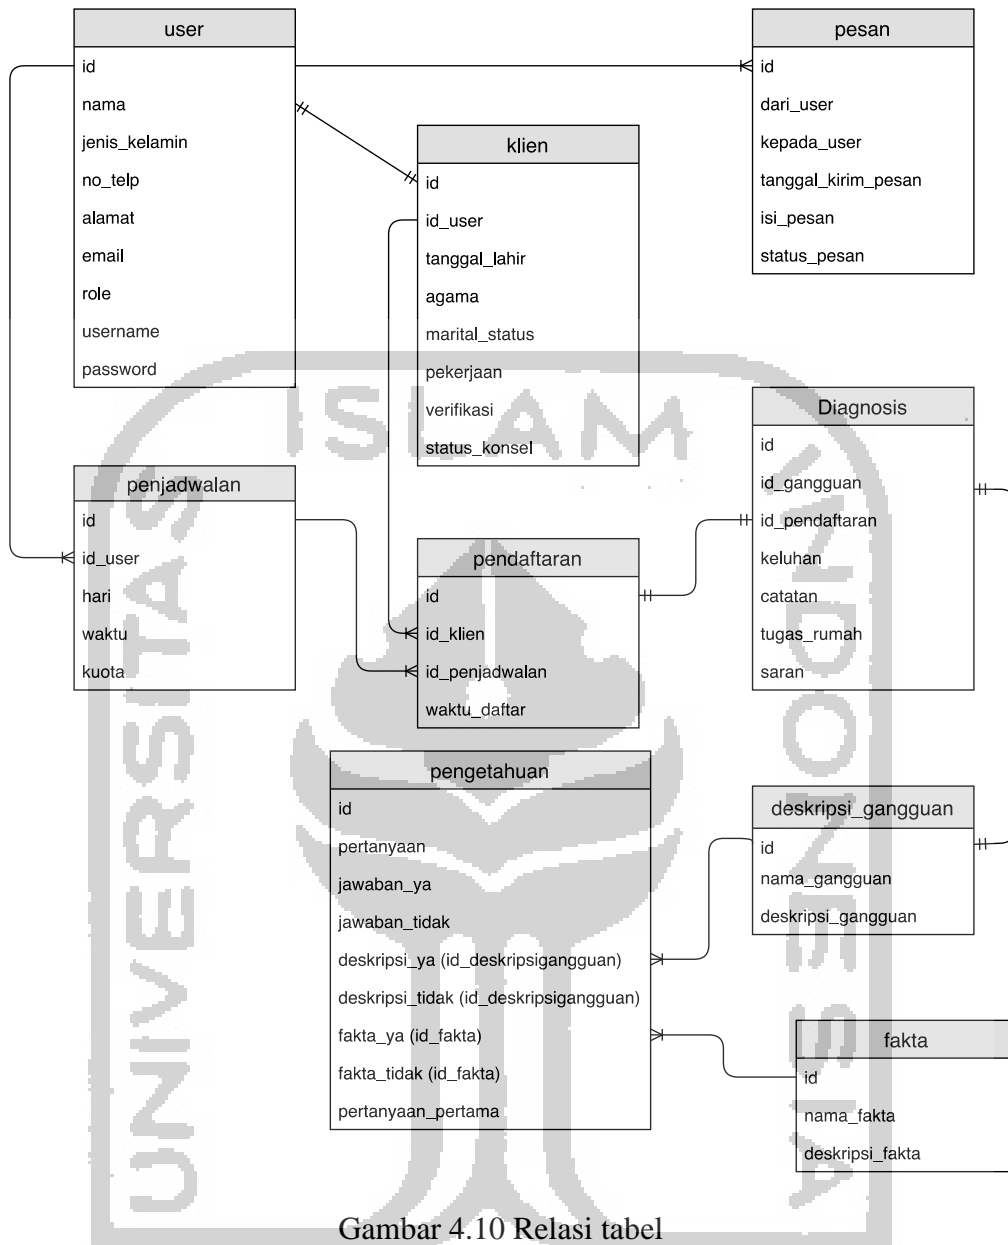 user
id
nama
jenis_kelamin
no_telp
alamat
email
role
username
password
pesan
id
dari_user
kepada_user
tanggal_kirim_pesan
isi_pesan
status_pesan
klien
id
id_user
tanggal_lahir
agama
marital_status
pekerjaan
verifikasi
status_konsel
penjadwalan
id
id_user
hari
waktu
kuota
pendaftaran
id
id_klien
id_penjadwalan
waktu_daftar
Diagnosis
id
id_gangguan
id_pendaftaran
keluhan
catatan
tugas_rumah
saran
pengetahuan
id
pertanyaan
jawaban_ya
jawaban_tidak
deskripsi_ya (id_deskripsigangguan)
deskripsi_tidak (id_deskripsigangguan)
fakta_ya (id_fakta)
fakta_tidak (id_fakta)
pertanyaan_pertama
deskripsi_gangguan
id
nama_gangguan
deskripsi_gangguan
fakta
id
nama_fakta
deskripsi_fakta
UNIVERSITAS
ISLAM
INDONESIA
Gambar 4.10 Relasi tabel